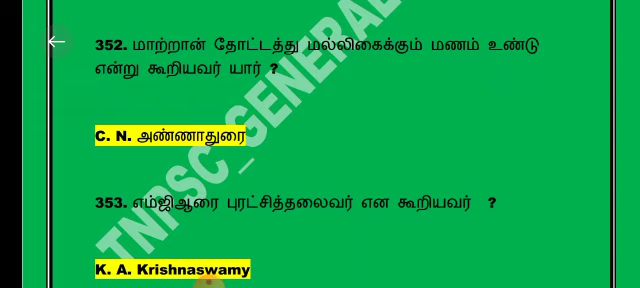 352. மாற்றான் தோட்டத்து மல்லிகைக்கும் மணம் உண்டு
என்று கூறியவர் யார் ?
C. N. அண்ணாதுரை
353. எம்ஜிஆரை புரட்சித்தலைவர் என கூறியவர் ?
K. A. Krishnaswamy
TNPSC_GENERAL